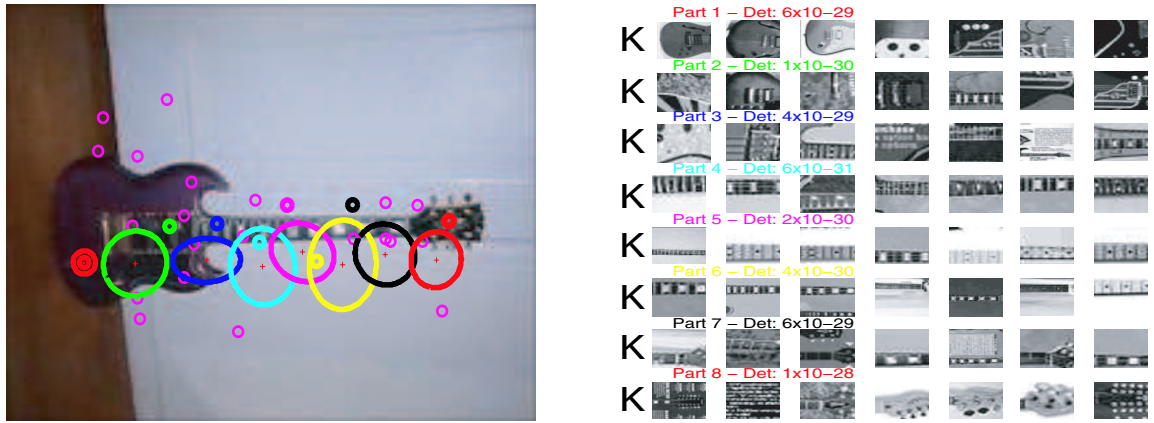 Part 1 – Det: 6x10–29
K
Part 2 – Det: 1x10–30
K
Part 3 – Det: 4x10–29
K
Part 4 – Det: 6x10–31
K
Part 5 – Det: 2x10–30
K
Part 6 – Det: 4x10–30
K
Part 7 – Det: 6x10–29
K
Part 8 – Det: 1x10–28
K